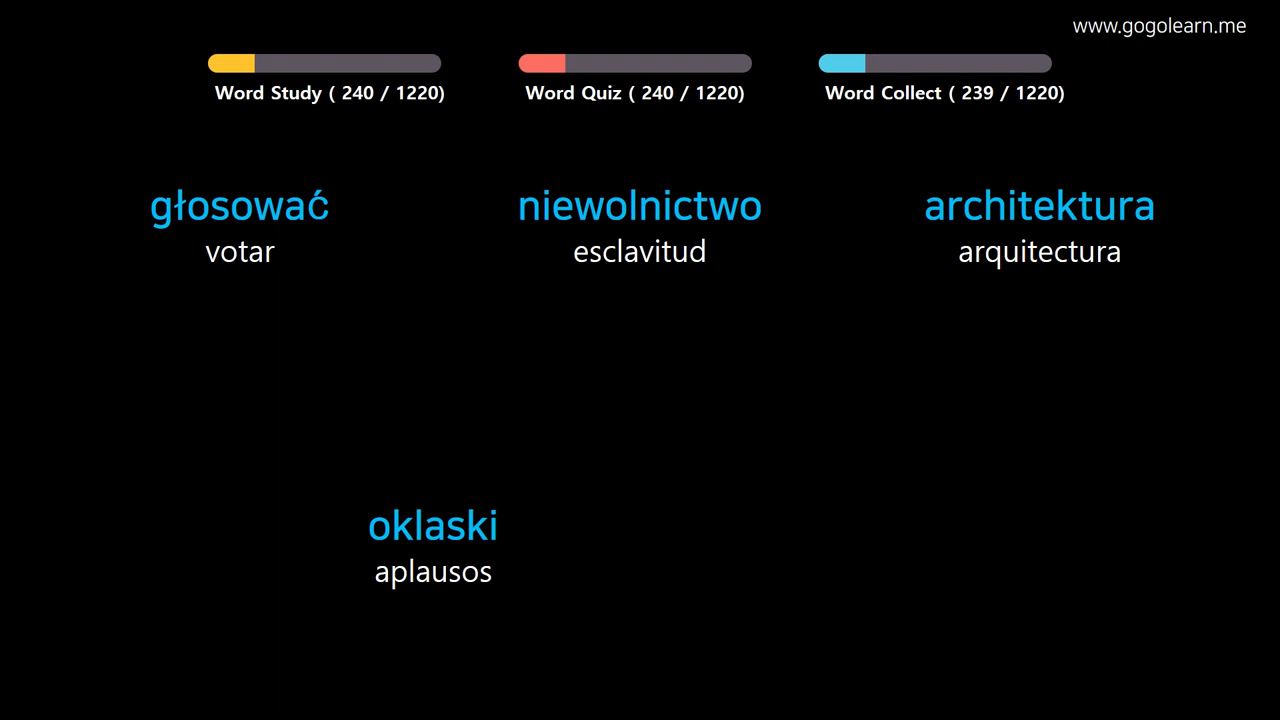 www.gogolearn.me
Word Study ( 240 / 1220)
Word Quiz ( 240 / 1220)
Word Collect ( 239 / 1220)
głosować
votar
niewolnictwo
esclavitud
architektura
arquitectura
oklaski
aplausos